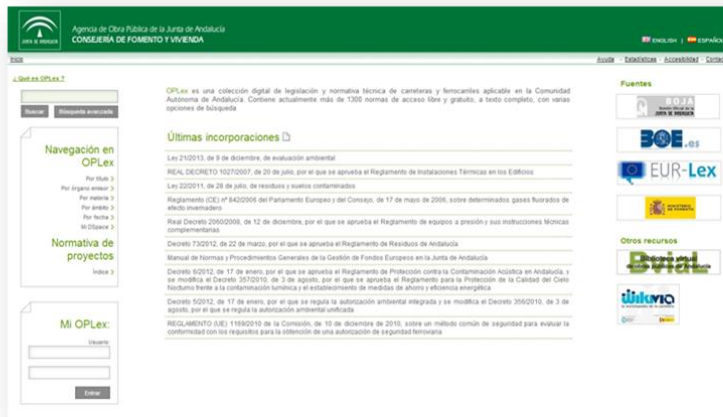 Agencia de Obra Pública de la Junta de Andalucía
CONSEJERÍA DE FOMENTO Y VIVIENDA
JUNTA DE ANDALUCIA
ENGLISH | ESPAÑOL
Inicio
Ayuda - Estadísticas - Accesibilidad - Contac
¿Qué es OPLex ?
Buscar
Búsqueda avanzada
Navegación en
OPLex
Por título
Por órgano emisor
Por materia
Por ámbito
Por fecha
Mi DSpace
Normativa de
proyectos
Índice
Mi OPLex:
Usuario:
Entrar
OPLex es una colección digital de legislación y normativa técnica de carreteras y ferrocarriles aplicable en la Comunidad
Autónoma de Andalucía. Contiene actualmente más de 1300 normas de acceso libre y gratuito, a texto completo, con varias
opciones de búsqueda
Últimas incorporaciones
Ley 21/2013, de 9 de diciembre, de evaluación ambiental
REAL DECRETO 1027/2007, de 20 de julio, por el que se aprueba el Reglamento de Instalaciones Térmicas en los Edificios
Ley 22/2011, de 28 de julio, de residuos y suelos contaminados
Reglamento (CE) nº 842/2006 del Parlamento Europeo y del Consejo, de 17 de mayo de 2006, sobre determinados gases fluorados de
efecto invernadero
Real Decreto 2060/2008, de 12 de diciembre, por el que se aprueba el Reglamento de equipos a presión y sus instrucciones técnicas
complementarias
Decreto 73/2012, de 22 de marzo, por el que se aprueba el Reglamento de Residuos de Andalucía
Manual de Normas y Procedimientos Generales de la Gestión de Fondos Europeos en la Junta de Andalucía
Decreto 6/2012, de 17 de enero, por el que se aprueba el Reglamento de Protección contra la Contaminación Acústica en Andalucía, y
se modifica el Decreto 357/2010, de 3 de agosto, por el que se aprueba el Reglamento para la Protección de la Calidad del Cielo
Nocturno frente a la contaminación lumínica y el establecimiento de medidas de ahorro y eficiencia energética
Decreto 5/2012, de 17 de enero, por el que se regula la autorización ambiental integrada y se modifica el Decreto 356/2010, de 3 de
agosto, por el que se regula la autorización ambiental unificada
REGLAMENTO (UE) 1169/2010 de la Comisión, de 10 de diciembre de 2010, sobre un método común de seguridad para evaluar la
conformidad con los requisitos para la obtención de una autorización de seguridad ferroviaria
Fuentes
BOJA
JUNTA DE ANDALUCIA
BOE.es
EUR-Lex
MINISTERIO
DE FOMENTO
Otros recursos
Biblioteca virtual
de obras públicas de Andalucía
wikivia